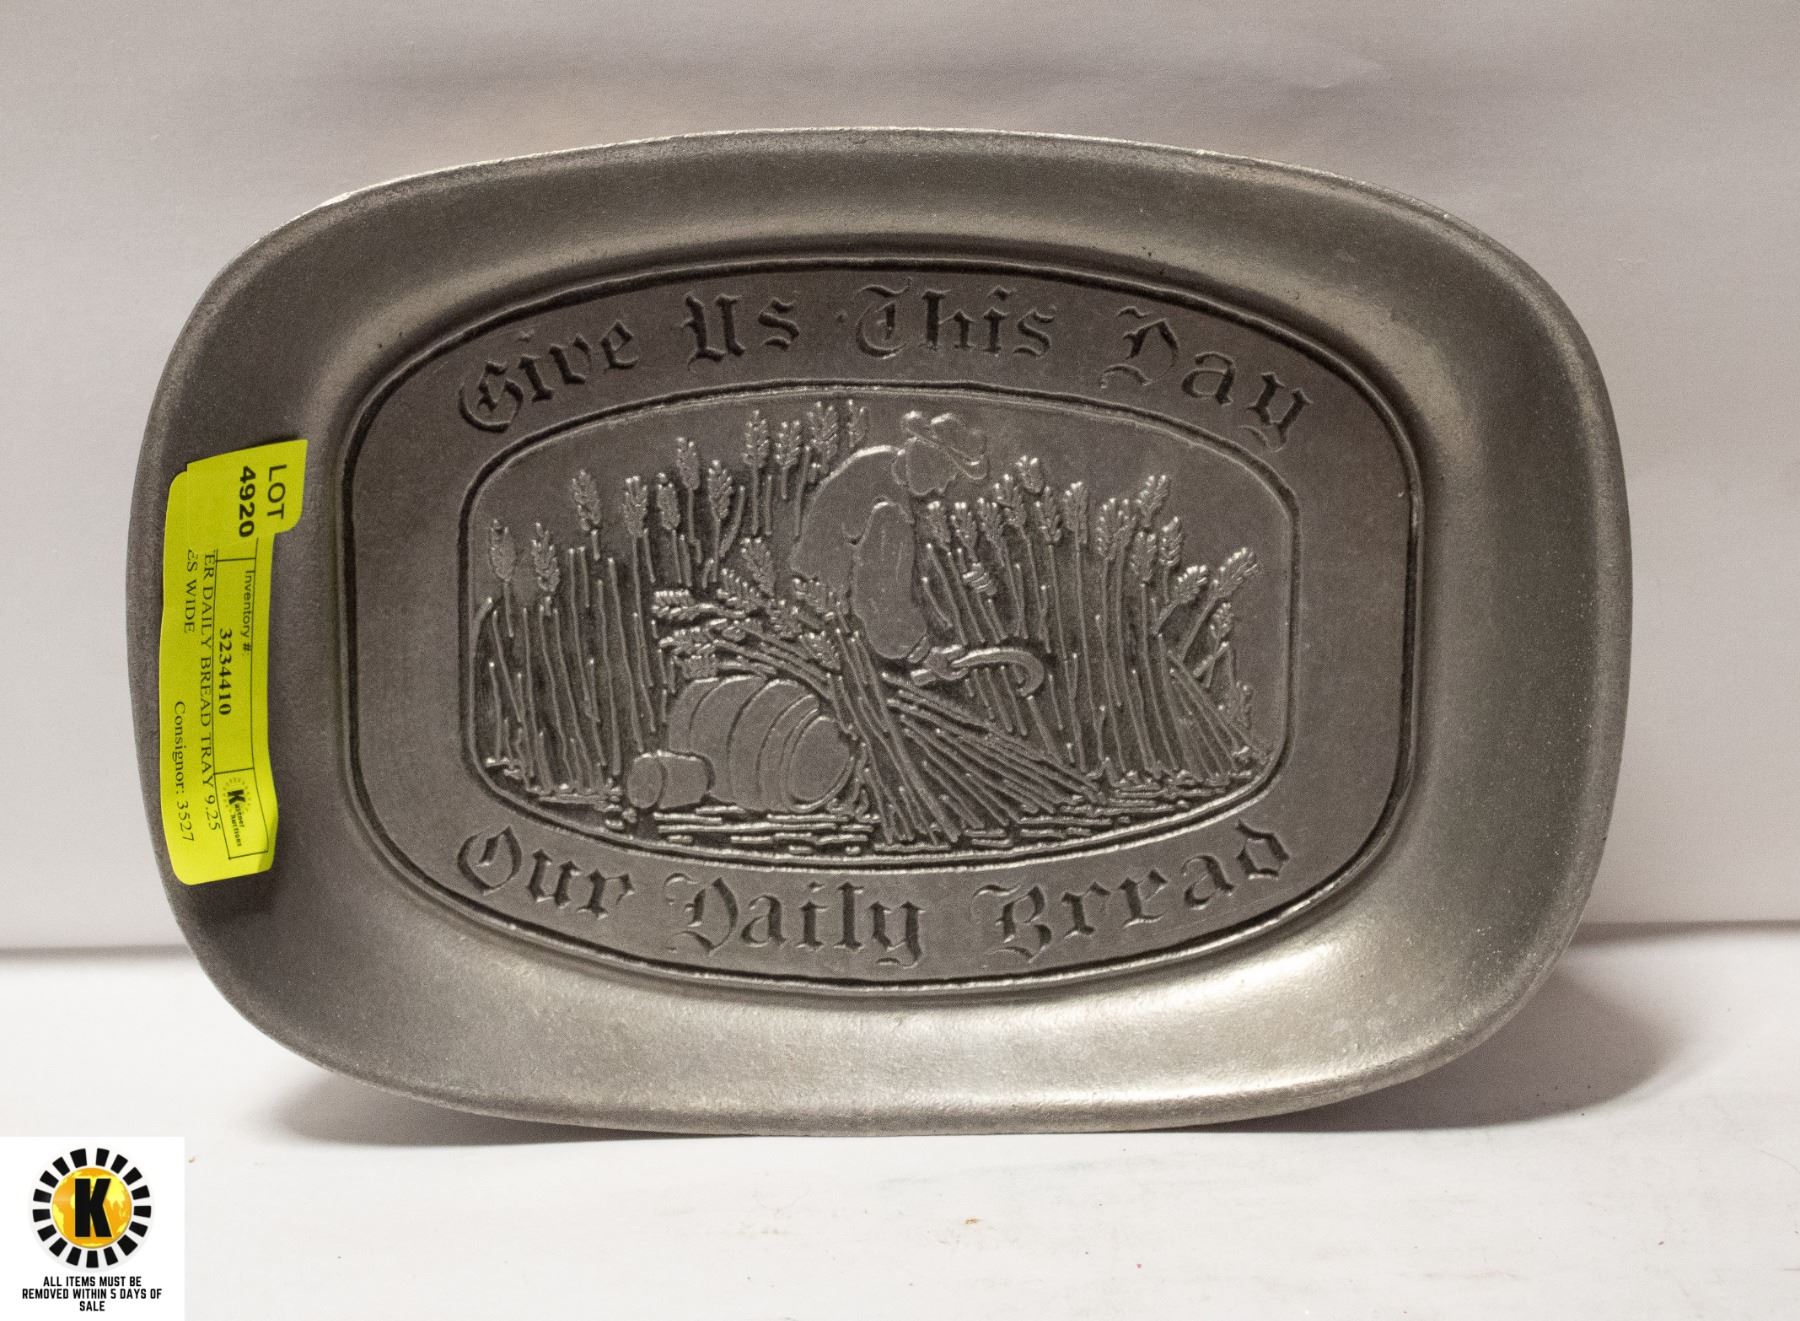 Give Us This Day
Our Daily Bread
LOT
4920
Inventory #:
3234410
ER DAILY BREAD TRAY 9.25
ES WIDE
Consignor: 3527
K
K
ALL ITEMS MUST BE
REMOVED WITHIN 5 DAYS OF
SALE